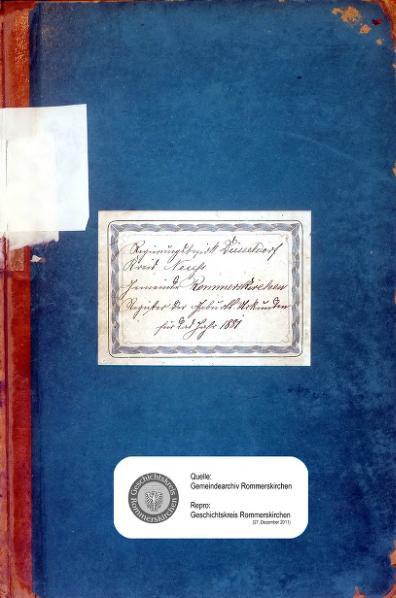 Regierungsbezirk Düsseldorf
Kreis Neuss
Gemeinde Rommerskirchen
Register der Geburts Urkunden
für das Jahr 1891
Geschichtskreis
Rommerskirchen
Quelle:
Gemeindearchiv Rommerskirchen
Repro:
Geschichtskreis Rommerskirchen
(27. Dezember 2011)